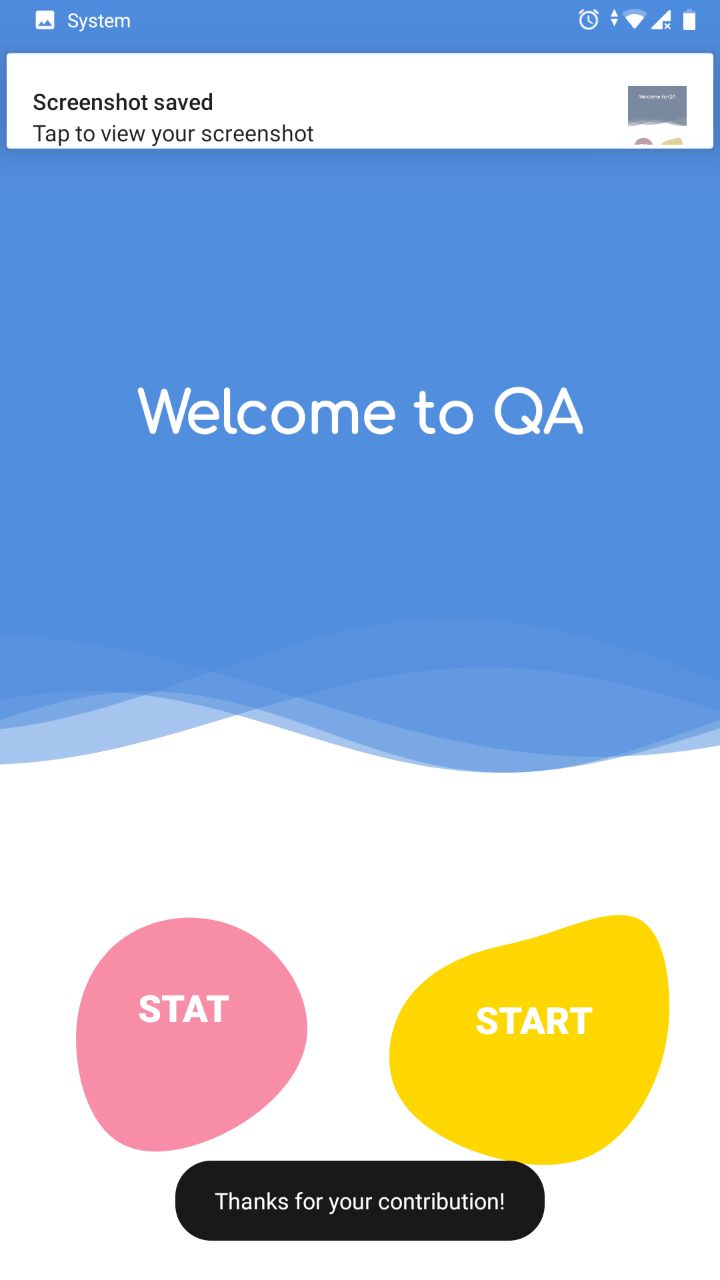 System
Screenshot saved
Tap to view your screenshot
Welcome to QA
Welcome to QA
STAT
START
Thanks for your contribution!